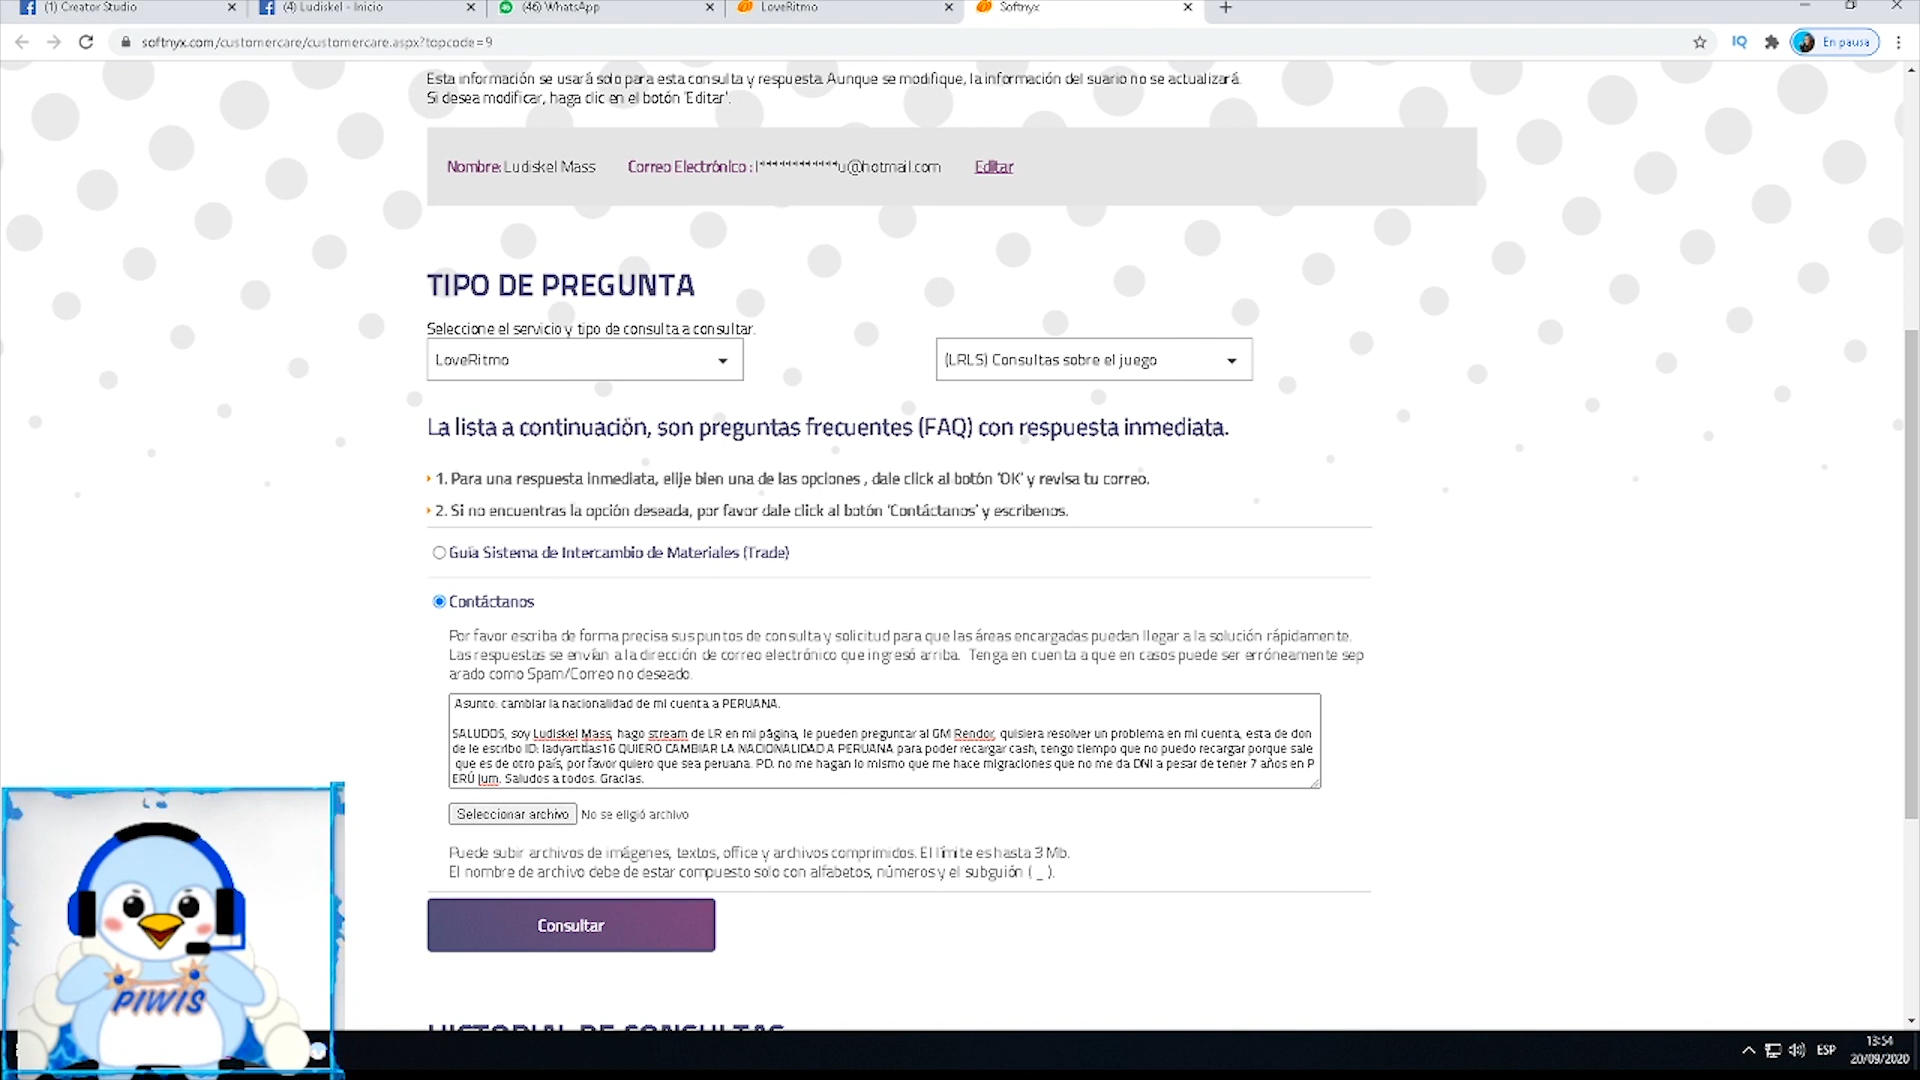 (1) Creator Studio
(4) Ludiskel - Inicio
(46) WhatsApp
LoveRitmo
Softnyx
softnyx.com/customercare/customercare.aspx?topcode=9
IQ
En pausa
Esta información se usará solo para esta consulta y respuesta. Aunque se modifique, la información del suario no se actualizará.
Si desea modificar, haga clic en el botón 'Editar'.
Nombre: Ludiskel Mass Correo Electrónico : l************u@hotmail.com Editar
TIPO DE PREGUNTA
Seleccione el servicio y tipo de consulta a consultar.
LoveRitmo
(LRLS) Consultas sobre el juego
La lista a continuación, son preguntas frecuentes (FAQ) con respuesta inmediata.
1. Para una respuesta inmediata, elije bien una de las opciones , dale click al botón 'OK' y revisa tu correo.
2. Si no encuentras la opción deseada, por favor dale click al botón 'Contáctanos' y escribenos.
Guía Sistema de Intercambio de Materiales (Trade)
Contáctanos
Por favor escriba de forma precisa sus puntos de consulta y solicitud para que las áreas encargadas puedan llegar a la solución rápidamente.
Las respuestas se envían a la dirección de correo electrónico que ingresó arriba. Tenga en cuenta a que en casos puede ser erróneamente sep
arado como Spam/Correo no deseado.
Asunto: cambiar la nacionalidad de mi cuenta a PERUANA.
SALUDOS, soy Ludiskel Mass, hago stream de LR en mi página, le pueden preguntar al GM Rendor, quisiera resolver un problema en mi cuenta, esta de don
de le escribo ID: QUIERO CAMBIAR LA NACIONALIDAD A PERUANA para poder recargar cash, tengo tiempo que no puedo recargar porque sale
que es de otro país, por favor quiero que sea peruana. PD. no me hagan lo mismo que me hace migraciones que no me da DNI a pesar de tener 7 años en P
ERÚ jum. Saludos a todos. Gracias.
Seleccionar archivo No se eligió archivo
Puede subir archivos de imágenes, textos, office y archivos comprimidos. El límite es hasta 3 Mb.
El nombre de archivo debe de estar compuesto solo con alfabetos, números y el subguión ( _ ).
Consultar
HISTORIAL DE CONSULTAS
PIWIS
ESP
13:54
20/09/2020